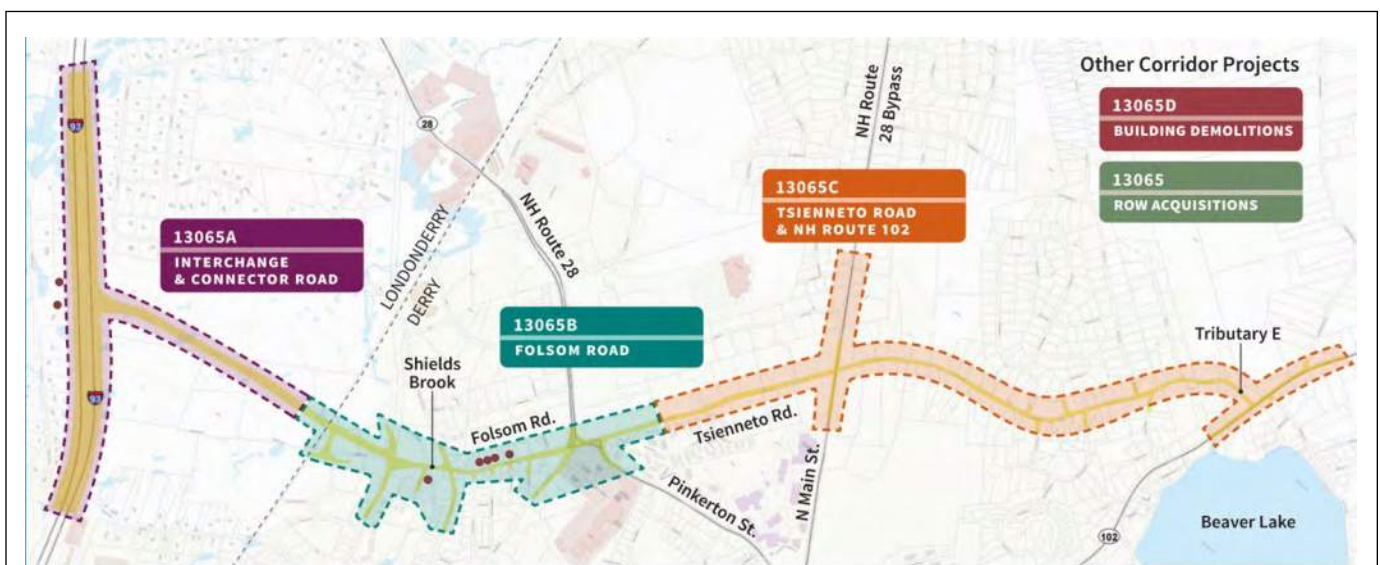 Other Corridor Projects
13065D
BUILDING DEMOLITIONS
13065
ROW ACQUISITIONS
NH Route
28 Bypass
93
28
LONDONDERRY
DERRY
NH Route 28
13065A
INTERCHANGE
& CONNECTOR ROAD
13065C
TSIENNETO ROAD
& NH ROUTE 102
13065B
FOLSOM ROAD
Tributary E
Shields
Brook
Folsom Rd.
Tsienneto Rd.
93
Pinkerton St.
N Main St.
102
Beaver Lake